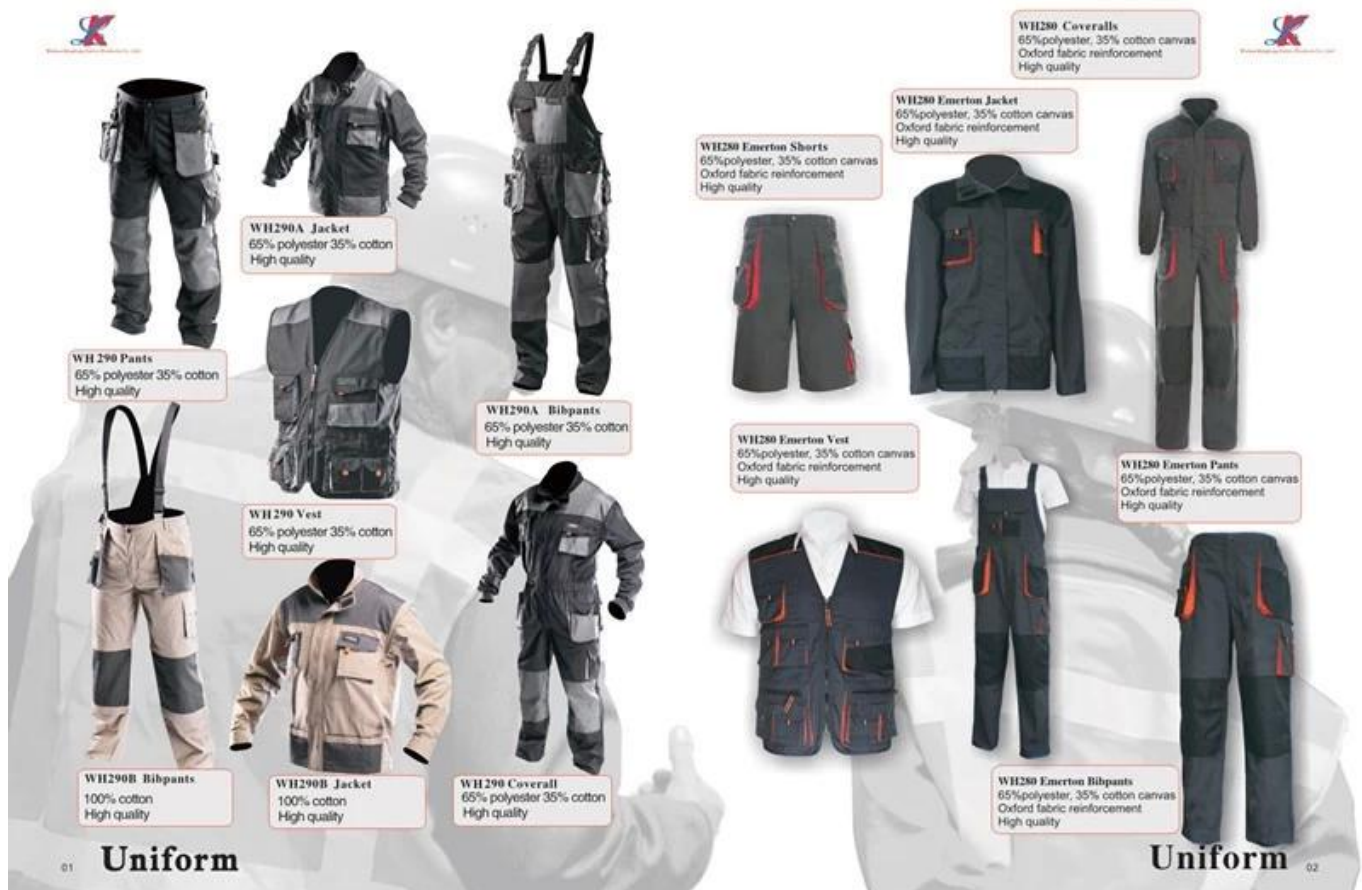 WH290A Jacket
65% polyester 35% cotton
High quality
WH 290 Pants
65% polyester 35% cotton
High quality
WH290A Bibpants
65% polyester 35% cotton
High quality
WH 290 Vest
65% polyester 35% cotton
High quality
WH290B Bibpants
100% cotton
High quality
WH290B Jacket
100% cotton
High quality
WH290 Coverall
65% polyester 35% cotton
High quality
01 Uniform
WH280 Coveralls
65%polyester, 35% cotton canvas
Oxford fabric reinforcement
High quality
WH280 Emerton Jacket
65%polyester, 35% cotton canvas
Oxford fabric reinforcement
High quality
WH280 Emerton Shorts
65%polyester, 35% cotton canvas
Oxford fabric reinforcement
High quality
WH280 Emerton Vest
65%polyester, 35% cotton canvas
Oxford fabric reinforcement
High quality
WH280 Emerton Pants
65%polyester, 35% cotton canvas
Oxford fabric reinforcement
High quality
WH280 Emerton Bibpants
65%polyester, 35% cotton canvas
Oxford fabric reinforcement
High quality
Uniform 02